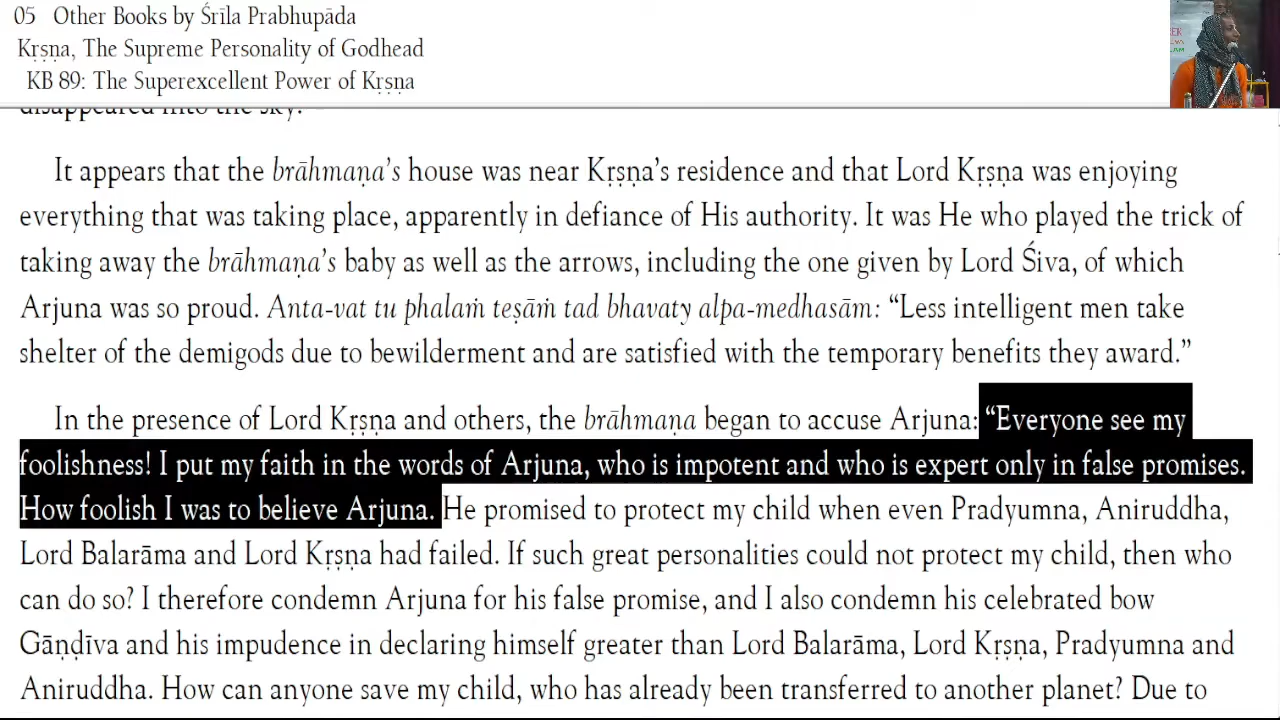 05 Other Books by Śrīla Prabhupāda
Kṛṣṇa, The Supreme Personality of Godhead
KB 89: The Superexcellent Power of Kṛṣṇa
disappeared into the sky.
It appears that the brāhmaṇa’s house was near Kṛṣṇa’s residence and that Lord Kṛṣṇa was enjoying
everything that was taking place, apparently in defiance of His authority. It was He who played the trick of
taking away the brāhmaṇa’s baby as well as the arrows, including the one given by Lord Śiva, of which
Arjuna was so proud. Anta-vat tu phalaṁ teṣāṁ tad bhavaty alpa-medhasām: “Less intelligent men take
shelter of the demigods due to bewilderment and are satisfied with the temporary benefits they award.”
In the presence of Lord Kṛṣṇa and others, the brāhmaṇa began to accuse Arjuna: “Everyone see my
foolishness! I put my faith in the words of Arjuna, who is impotent and who is expert only in false promises.
How foolish I was to believe Arjuna. He promised to protect my child when even Pradyumna, Aniruddha,
Lord Balarāma and Lord Kṛṣṇa had failed. If such great personalities could not protect my child, then who
can do so? I therefore condemn Arjuna for his false promise, and I also condemn his celebrated bow
Gāṇḍīva and his impudence in declaring himself greater than Lord Balarāma, Lord Kṛṣṇa, Pradyumna and
Aniruddha. How can anyone save my child, who has already been transferred to another planet? Due to